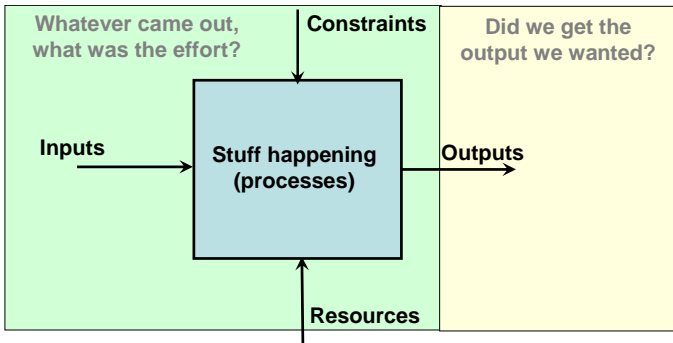 Whatever came out,
what was the effort?
Constraints
Did we get the
output we wanted?
Inputs
Stuff happening
(processes)
Outputs
Resources